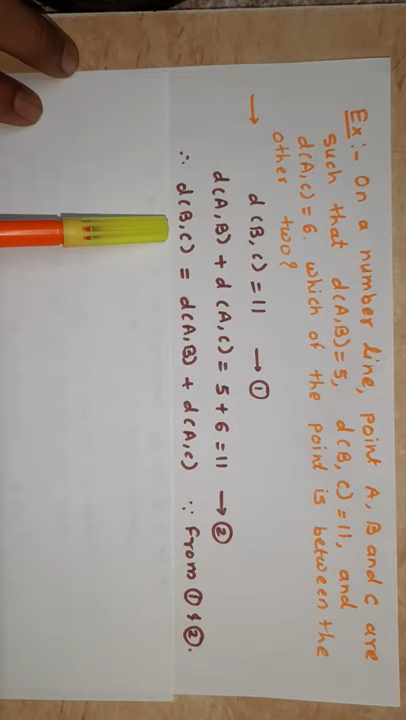 Ex:- On a number line, point A, B and C are
such that d(A,B)=5, d(B,C)=11, and
d(A,C)=6. which of the point is between the
other two?
→ d(B,C)=11 → ①
d(A,B) + d(A,C) = 5+6 =11 → ②
∴ d(B,C) = d(A,B) + d(A,C) ∵ from ① & ②.